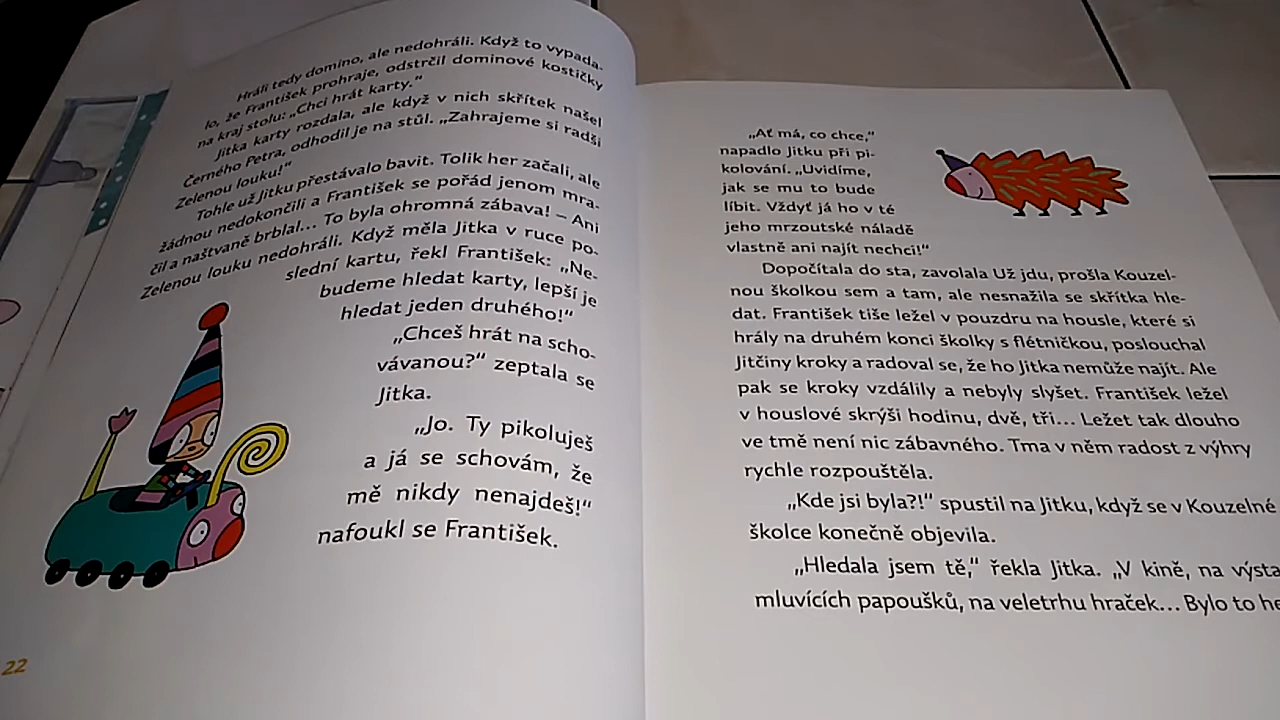 Hráli tedy domino, ale nedohráli. Když to vypada-
lo, že František prohraje, odstrčil dominové kostičky
na kraj stolu: „Chci hrát karty.“
Jitka karty rozdala, ale když v nich skřítek našel
Černého Petra, odhodil je na stůl. „Zahrajeme si radši
Zelenou louku!“
Tohle už Jitku přestávalo bavit. Tolik her začali, ale
žádnou nedokončili a František se pořád jenom mra-
čil a naštvaně brblal... To byla ohromná zábava! – Ani
Zelenou louku nedohráli. Když měla Jitka v ruce po-
slední kartu, řekl František: „Ne-
budeme hledat karty, lepší je
hledat jeden druhého!“
„Chceš hrát na scho-
vávanou?“ zeptala se
Jitka.
„Jo. Ty pikoluješ
a já se schovám, že
mě nikdy nenajdeš!“
nafoukl se František.
22
„Ať má, co chce,“
napadlo Jitku při pi-
kolování. „Uvidíme,
jak se mu to bude
líbit. Vždyť já ho v té
jeho mrzoutské náladě
vlastně ani najít nechci!“
Dopočítala do sta, zavolala Už jdu, prošla Kouzel-
nou školkou sem a tam, ale nesnažila se skřítka hle-
dat. František tiše ležel v pouzdru na housle, které si
hrály na druhém konci školky s flétničkou, poslouchal
Jitčiny kroky a radoval se, že ho Jitka nemůže najít. Ale
pak se kroky vzdálily a nebyly slyšet. František ležel
v houslové skrýši hodinu, dvě, tři... Ležet tak dlouho
ve tmě není nic zábavného. Tma v něm radost z výhry
rychle rozpouštěla.
„Kde jsi byla?!“ spustil na Jitku, když se v Kouzelné
školce konečně objevila.
„Hledala jsem tě,“ řekla Jitka. „V kině, na výsta
mluvících papoušků, na veletrhu hraček... Bylo to he